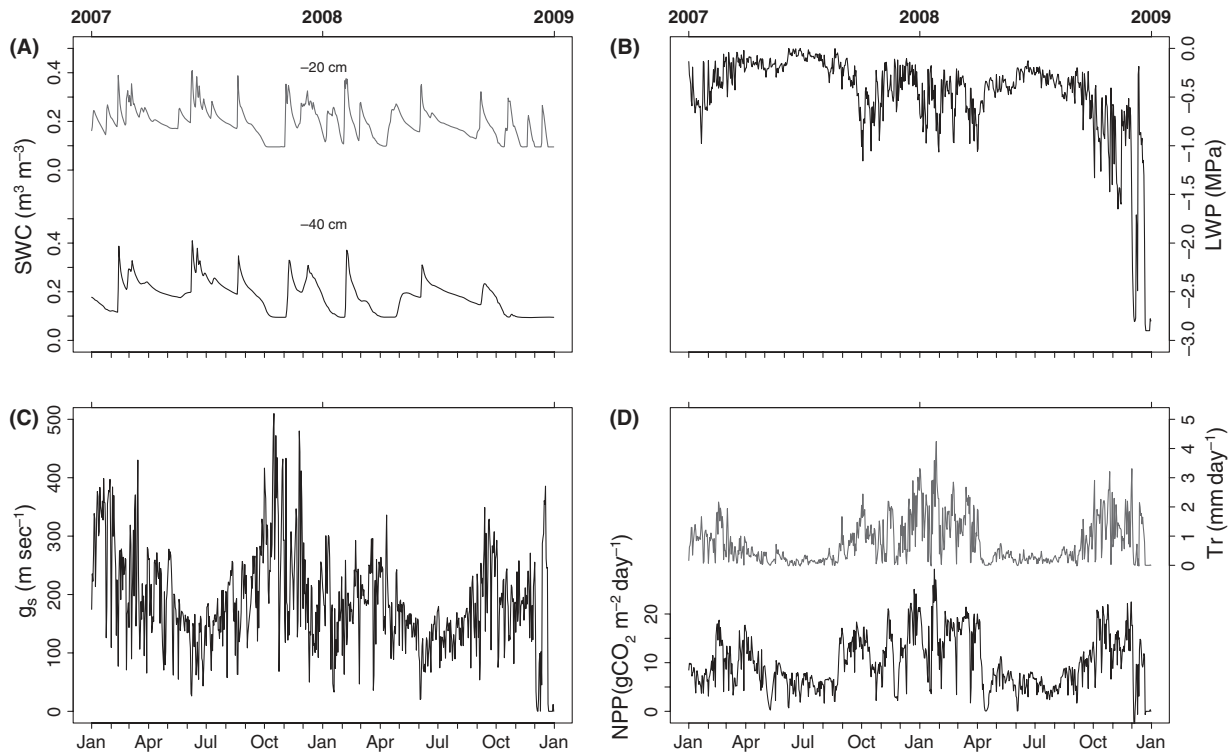 2007 2008 2009
2007 2008 2009
(A)
−20 cm
−40 cm
0.4
0.2
0.0
0.4
0.2
0.0
SWC (m³ m⁻³)
(B)
0.0
−0.5
−1.0
−1.5
−2.0
−2.5
−3.0
LWP (MPa)
(C)
500
400
300
200
100
0
gₛ (m sec⁻¹)
Jan Apr Jul Oct Jan Apr Jul Oct Jan
(D)
5
4
3
2
1
0
Tr (mm day⁻¹)
20
10
0
NPP(gCO₂ m⁻² day⁻¹)
Jan Apr Jul Oct Jan Apr Jul Oct Jan